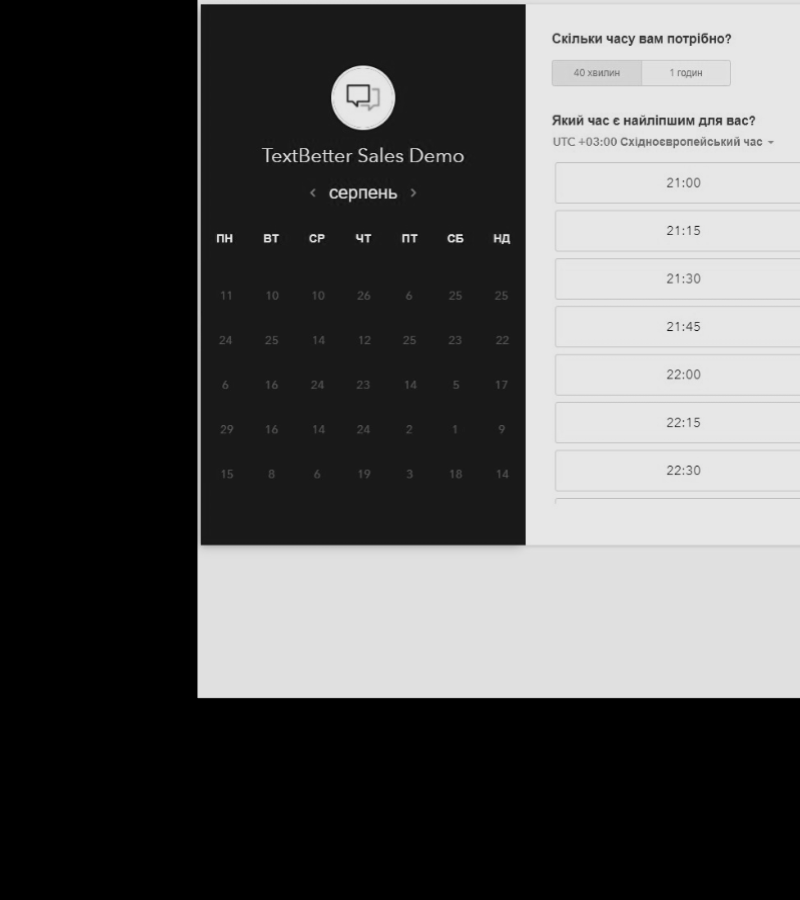 TextBetter Sales Demo
< серпень >
ПН ВТ СР ЧТ ПТ СБ НД
11 10 10 26 6 25 25
24 25 14 12 25 23 22
6 16 24 23 14 5 17
29 16 14 24 2 1 9
15 8 6 19 3 18 14
Скільки часу вам потрібно?
40 хвилин 1 годин
Який час є найліпшим для вас?
UTC +03:00 Східноєвропейський час
21:00
21:15
21:30
21:45
22:00
22:15
22:30